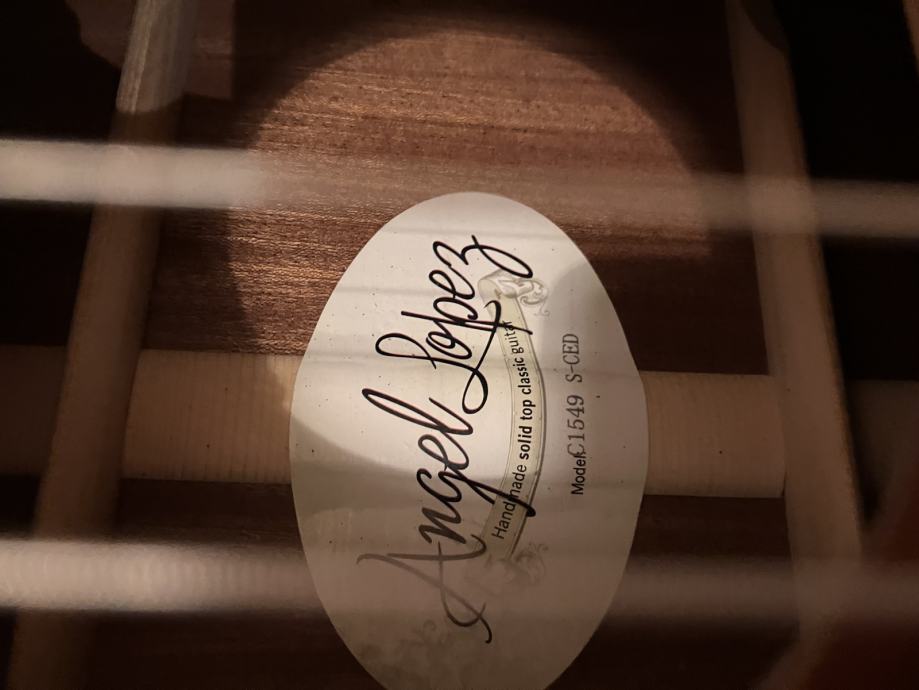 Angel Lopez
Handmade solid top classic guitar
Model C1549 S-CED